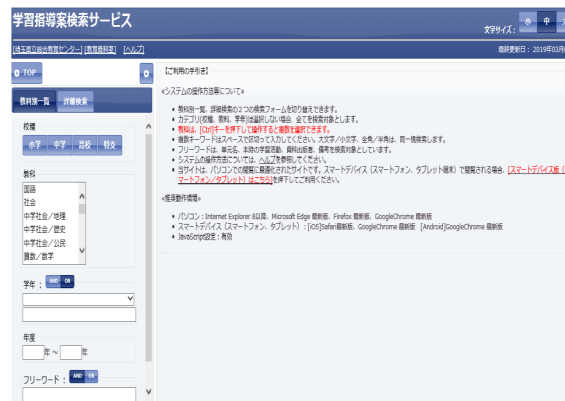 学習指導案検索サービス
文字サイズ： 小 中
[埼玉県立総合教育センター] [教育資料室] [ヘルプ]
最終更新日： 2019年03月
TOP
教科別一覧 詳細検索
校種
小学 中学 高校 特支
教科
国語
社会
中学社会／地理
中学社会／歴史
中学社会／公民
算数／数学
学年： AND OR
年度
年～ 年
フリーワード： AND OR
【ご利用の手引き】
«システムの操作方法等について»
教科別一覧、詳細検索の２つの検索フォームを切り替えできます。
カテゴリ(校種、教科、学年)は選択しない場合、全てを検索対象とします。
教科は、[Ctrl]キーを押下して操作すると複数を選択できます。
複数キーワードはスペースで区切って入力してください。大文字／小文字、全角／半角は、同一視検索します。
フリーワードは、単元名、本時の学習活動、資料出版者、備考を検索対象としています。
システムの操作方法については、ヘルプを参照してください。
当サイトは、パソコンでの閲覧に最適化されたサイトです。スマートデバイス（スマートフォン、タブレット端末）で閲覧される場合、[スマートデバイス版（ス
マートフォン／タブレット）はこちら]を押下してご利用ください。
«推奨動作環境»
パソコン：Internet Explorer 8以降、Microsoft Edge 最新版、Firefox 最新版、GoogleChrome 最新版
スマートデバイス（スマートフォン、タブレット）：[iOS]Safari最新版、GoogleChrome 最新版 [Android]GoogleChrome 最新版
JavaScript設定：有効